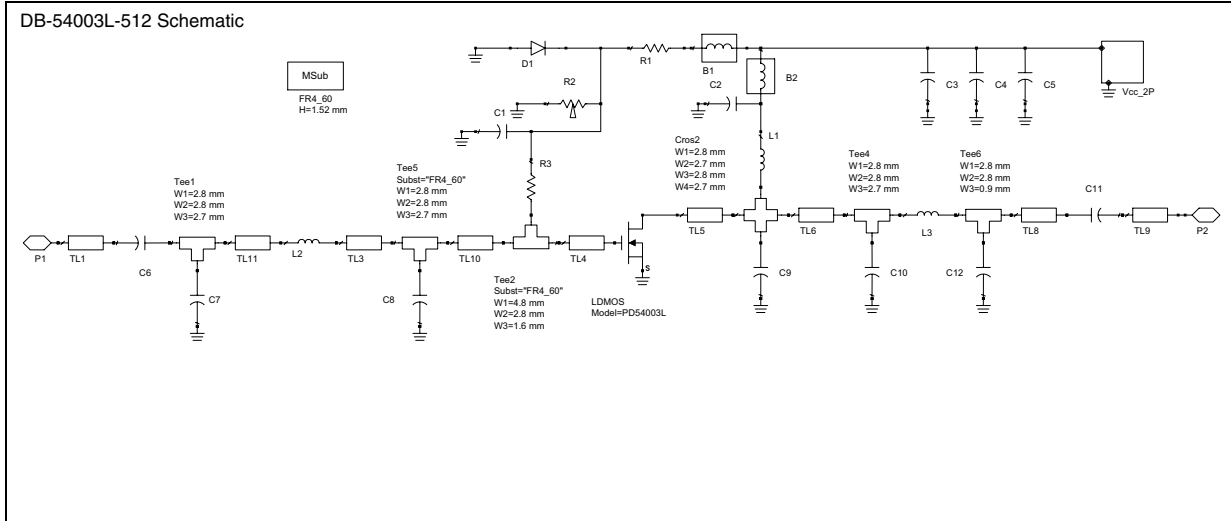 DB-54003L-512 Schematic
MSub
FR4_60
H=1.52 mm
D1
R1
B1
B2
R2
C1
C2
R3
L1
C3
C4
C5
Vcc_2P
Tee1
W1=2.8 mm
W2=2.8 mm
W3=2.7 mm
Tee5
Subst="FR4_60"
W1=2.8 mm
W2=2.8 mm
W3=2.7 mm
Cros2
W1=2.8 mm
W2=2.7 mm
W3=2.8 mm
W4=2.7 mm
Tee4
W1=2.8 mm
W2=2.8 mm
W3=2.7 mm
Tee6
W1=2.8 mm
W2=2.8 mm
W3=0.9 mm
C11
P1
TL1
C6
TL11
L2
TL3
TL10
TL4
TL5
TL6
L3
TL8
TL9
P2
C7
C8
Tee2
Subst="FR4_60"
W1=4.8 mm
W2=2.8 mm
W3=1.6 mm
S
LDMOS
Model=PD54003L
C9
C10
C12